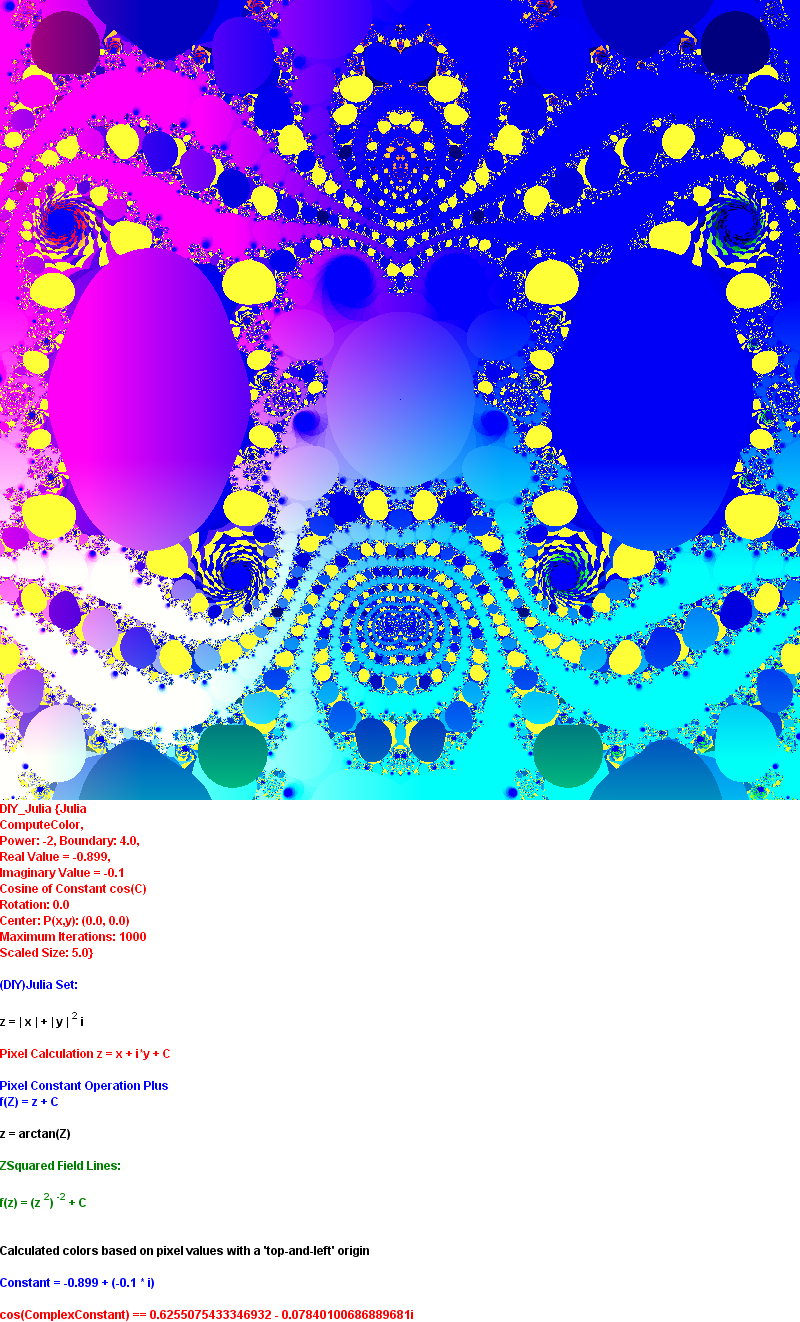 DIY_Julia {Julia
ComputeColor,
Power: -2, Boundary: 4.0,
Real Value = -0.899,
Imaginary Value = -0.1
Cosine of Constant cos(C)
Rotation: 0.0
Center: P(x,y): (0.0, 0.0)
Maximum Iterations: 1000
Scaled Size: 5.0}
(DIY)Julia Set:
z = | x | + | y | ² i
Pixel Calculation z = x + i*y + C
Pixel Constant Operation Plus
f(Z) = z + C
z = arctan(Z)
ZSquared Field Lines:
f(z) = (z ²) ⁻² + C
Calculated colors based on pixel values with a 'top-and-left' origin
Constant = -0.899 + (-0.1 * i)
cos(ComplexConstant) == 0.6255075433346932 - 0.07840100686889681i